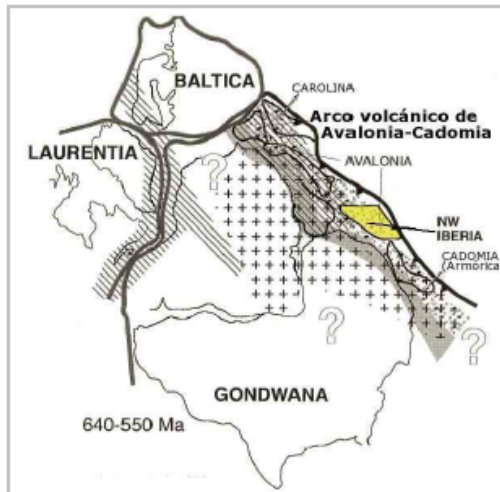 BALTICA
CAROLINA
Arco volcánico de
Avalonia-Cadomia
LAURENTIA
AVALONIA
?
NW
IBERIA
CADOMIA
(Armorica)
?
?
GONDWANA
640-550 Ma